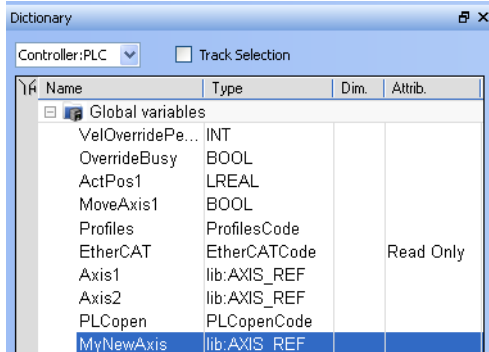 Dictionary
Controller:PLC Track Selection
Name Type Dim. Attrib.
Global variables
VelOverridePe... INT
OverrideBusy BOOL
ActPos1 LREAL
MoveAxis1 BOOL
Profiles ProfilesCode
EtherCAT EtherCATCode Read Only
Axis1 lib:AXIS_REF
Axis2 lib:AXIS_REF
PLCopen PLCopenCode
MyNewAxis lib:AXIS_REF